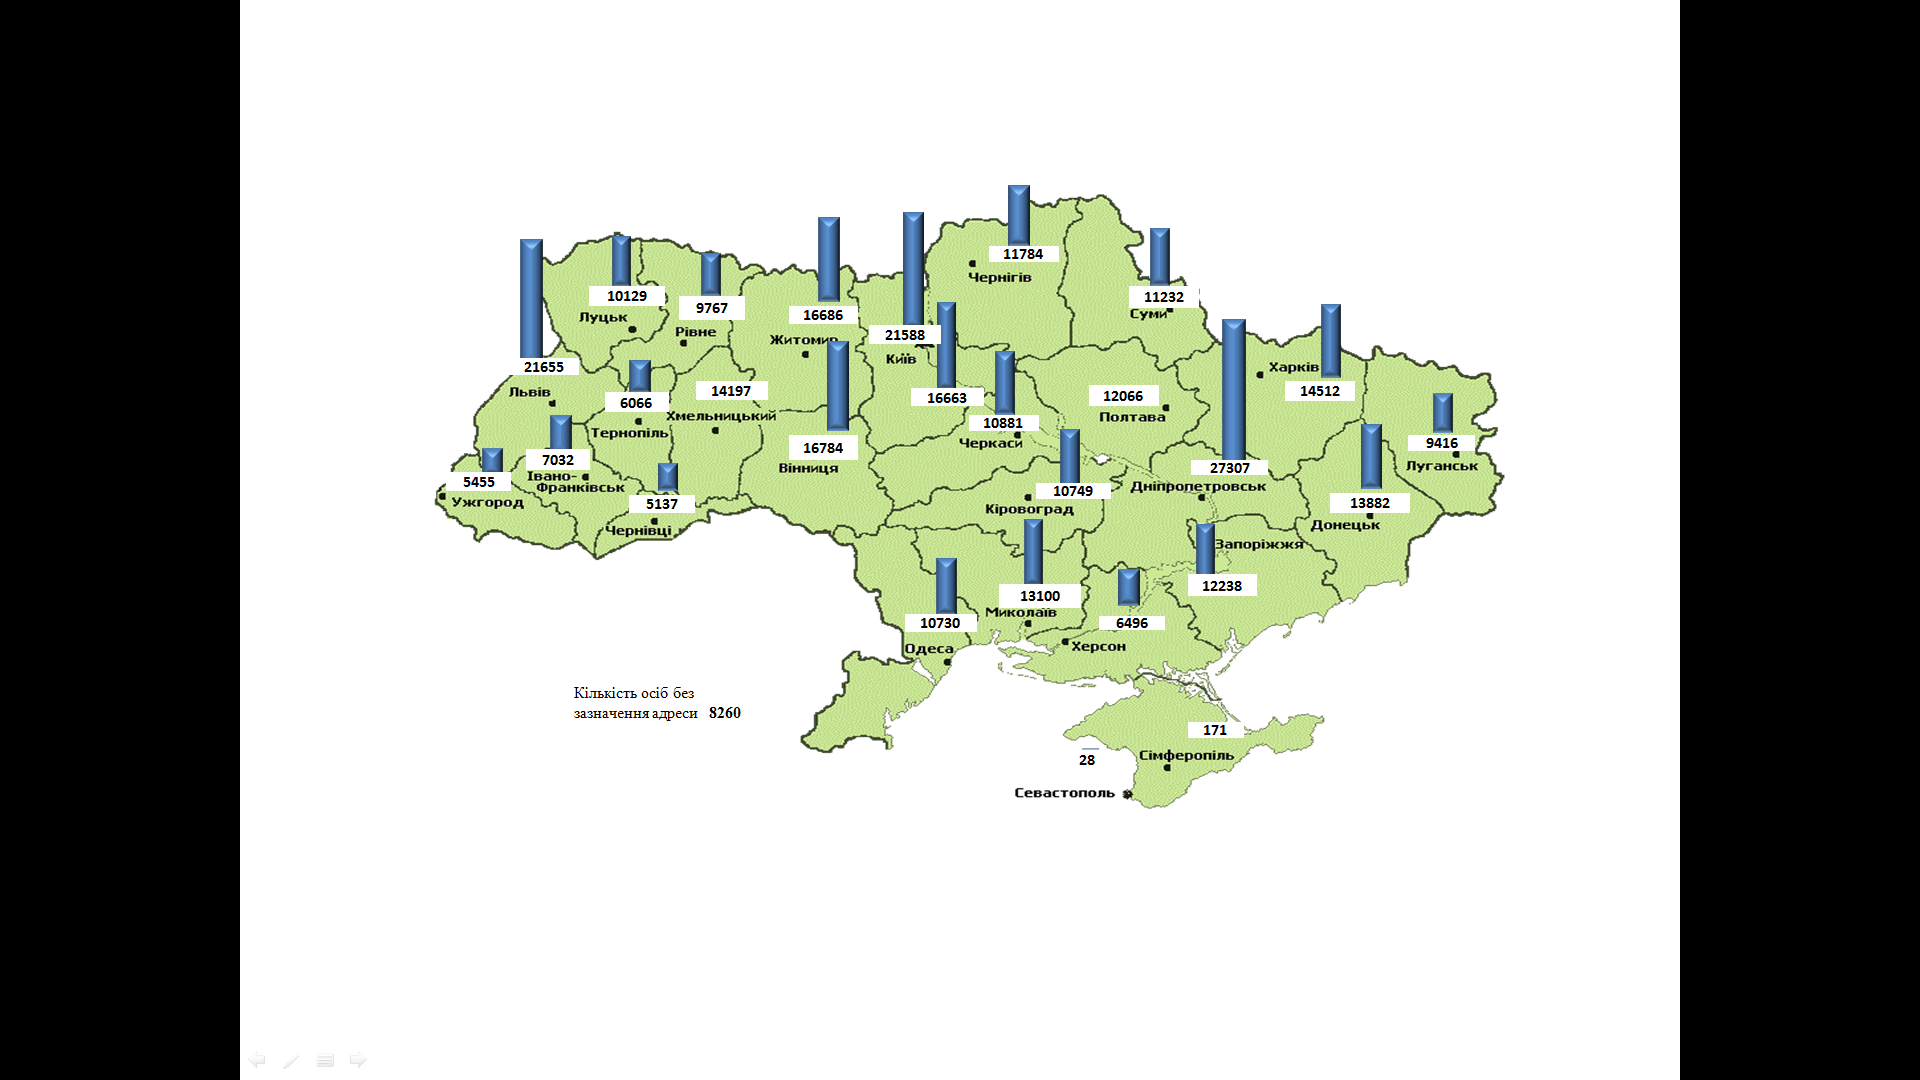 11784
Чернігів
10129
Луцьк
9767
Рівне
16686
Житомир
21588
Київ
11232
Суми
21655
Львів
6066
Тернопіль
14197
Хмельницький
16663
10881
Черкаси
12066
Полтава
Харків
14512
9416
Луганськ
5455
Ужгород
7032
Івано-
Франківськ
5137
Чернівці
16784
Вінниця
10749
Кіровоград
27307
Дніпропетровськ
13882
Донецьк
Запоріжжя
12238
13100
Миколаїв
10730
Одеса
6496
Херсон
Кількість осіб без
зазначення адреси 8260
171
Сімферопіль
28
Севастополь